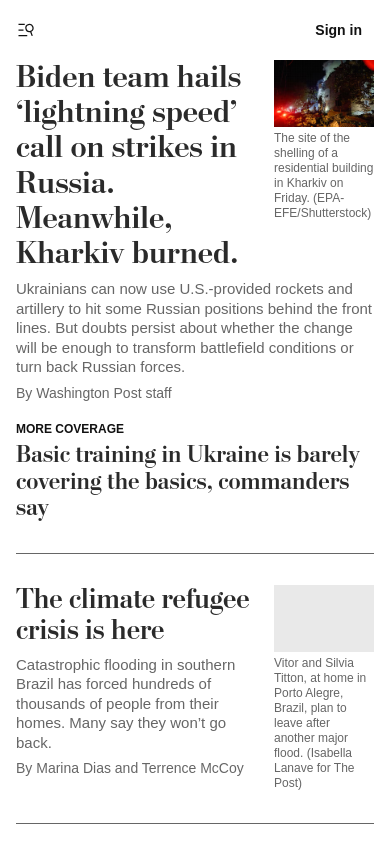 Sign in
Biden team hails
‘lightning speed’
call on strikes in
Russia.
Meanwhile,
Kharkiv burned.
The site of the
shelling of a
residential building
in Kharkiv on
Friday. (EPA-
EFE/Shutterstock)
Ukrainians can now use U.S.-provided rockets and
artillery to hit some Russian positions behind the front
lines. But doubts persist about whether the change
will be enough to transform battlefield conditions or
turn back Russian forces.
By Washington Post staff
MORE COVERAGE
Basic training in Ukraine is barely
covering the basics, commanders
say
The climate refugee
crisis is here
Catastrophic flooding in southern
Brazil has forced hundreds of
thousands of people from their
homes. Many say they won’t go
back.
By Marina Dias and Terrence McCoy
Vitor and Silvia
Titton, at home in
Porto Alegre,
Brazil, plan to
leave after
another major
flood. (Isabella
Lanave for The
Post)